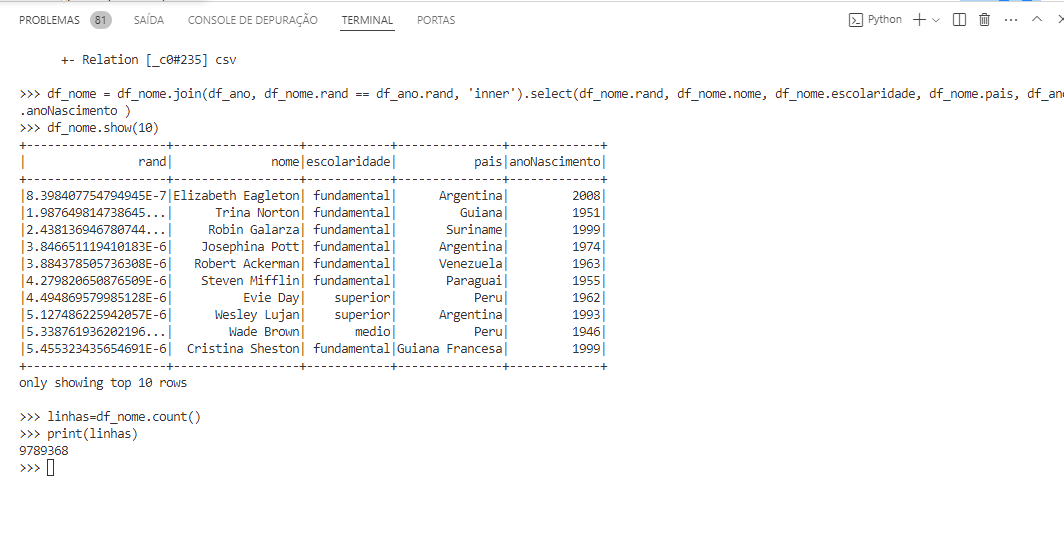 PROBLEMAS 81 SAÍDA CONSOLE DE DEPURAÇÃO TERMINAL PORTAS Python
+- Relation [_c0#235] csv
>>> df_nome = df_nome.join(df_ano, df_nome.rand == df_ano.rand, 'inner').select(df_nome.rand, df_nome.nome, df_nome.escolaridade, df_nome.pais, df_ano
.anoNascimento )
>>> df_nome.show(10)
+-----------------+---------------+------------+-------------+-------------+
| rand| nome|escolaridade| pais|anoNascimento|
+-----------------+---------------+------------+-------------+-------------+
|8.398407754794945E-7|Elizabeth Eagleton| fundamental| Argentina| 2008|
|1.987649814738645...| Trina Norton| fundamental| Guiana| 1951|
|2.438136946780744...| Robin Galarza| fundamental| Suriname| 1999|
|3.846651119410183E-6| Josephina Pott| fundamental| Argentina| 1974|
|3.884378505736308E-6| Robert Ackerman| fundamental| Venezuela| 1963|
|4.279820650876509E-6| Steven Mifflin| fundamental| Paraguai| 1955|
|4.494869579985128E-6| Evie Day| superior| Peru| 1962|
|5.127486225942057E-6| Wesley Lujan| superior| Argentina| 1993|
|5.338761936202196...| Wade Brown| medio| Peru| 1946|
|5.455323435654691E-6| Cristina Sheston| fundamental|Guiana Francesa| 1999|
+-----------------+---------------+------------+-------------+-------------+
only showing top 10 rows
>>> linhas=df_nome.count()
>>> print(linhas)
9789368
>>>